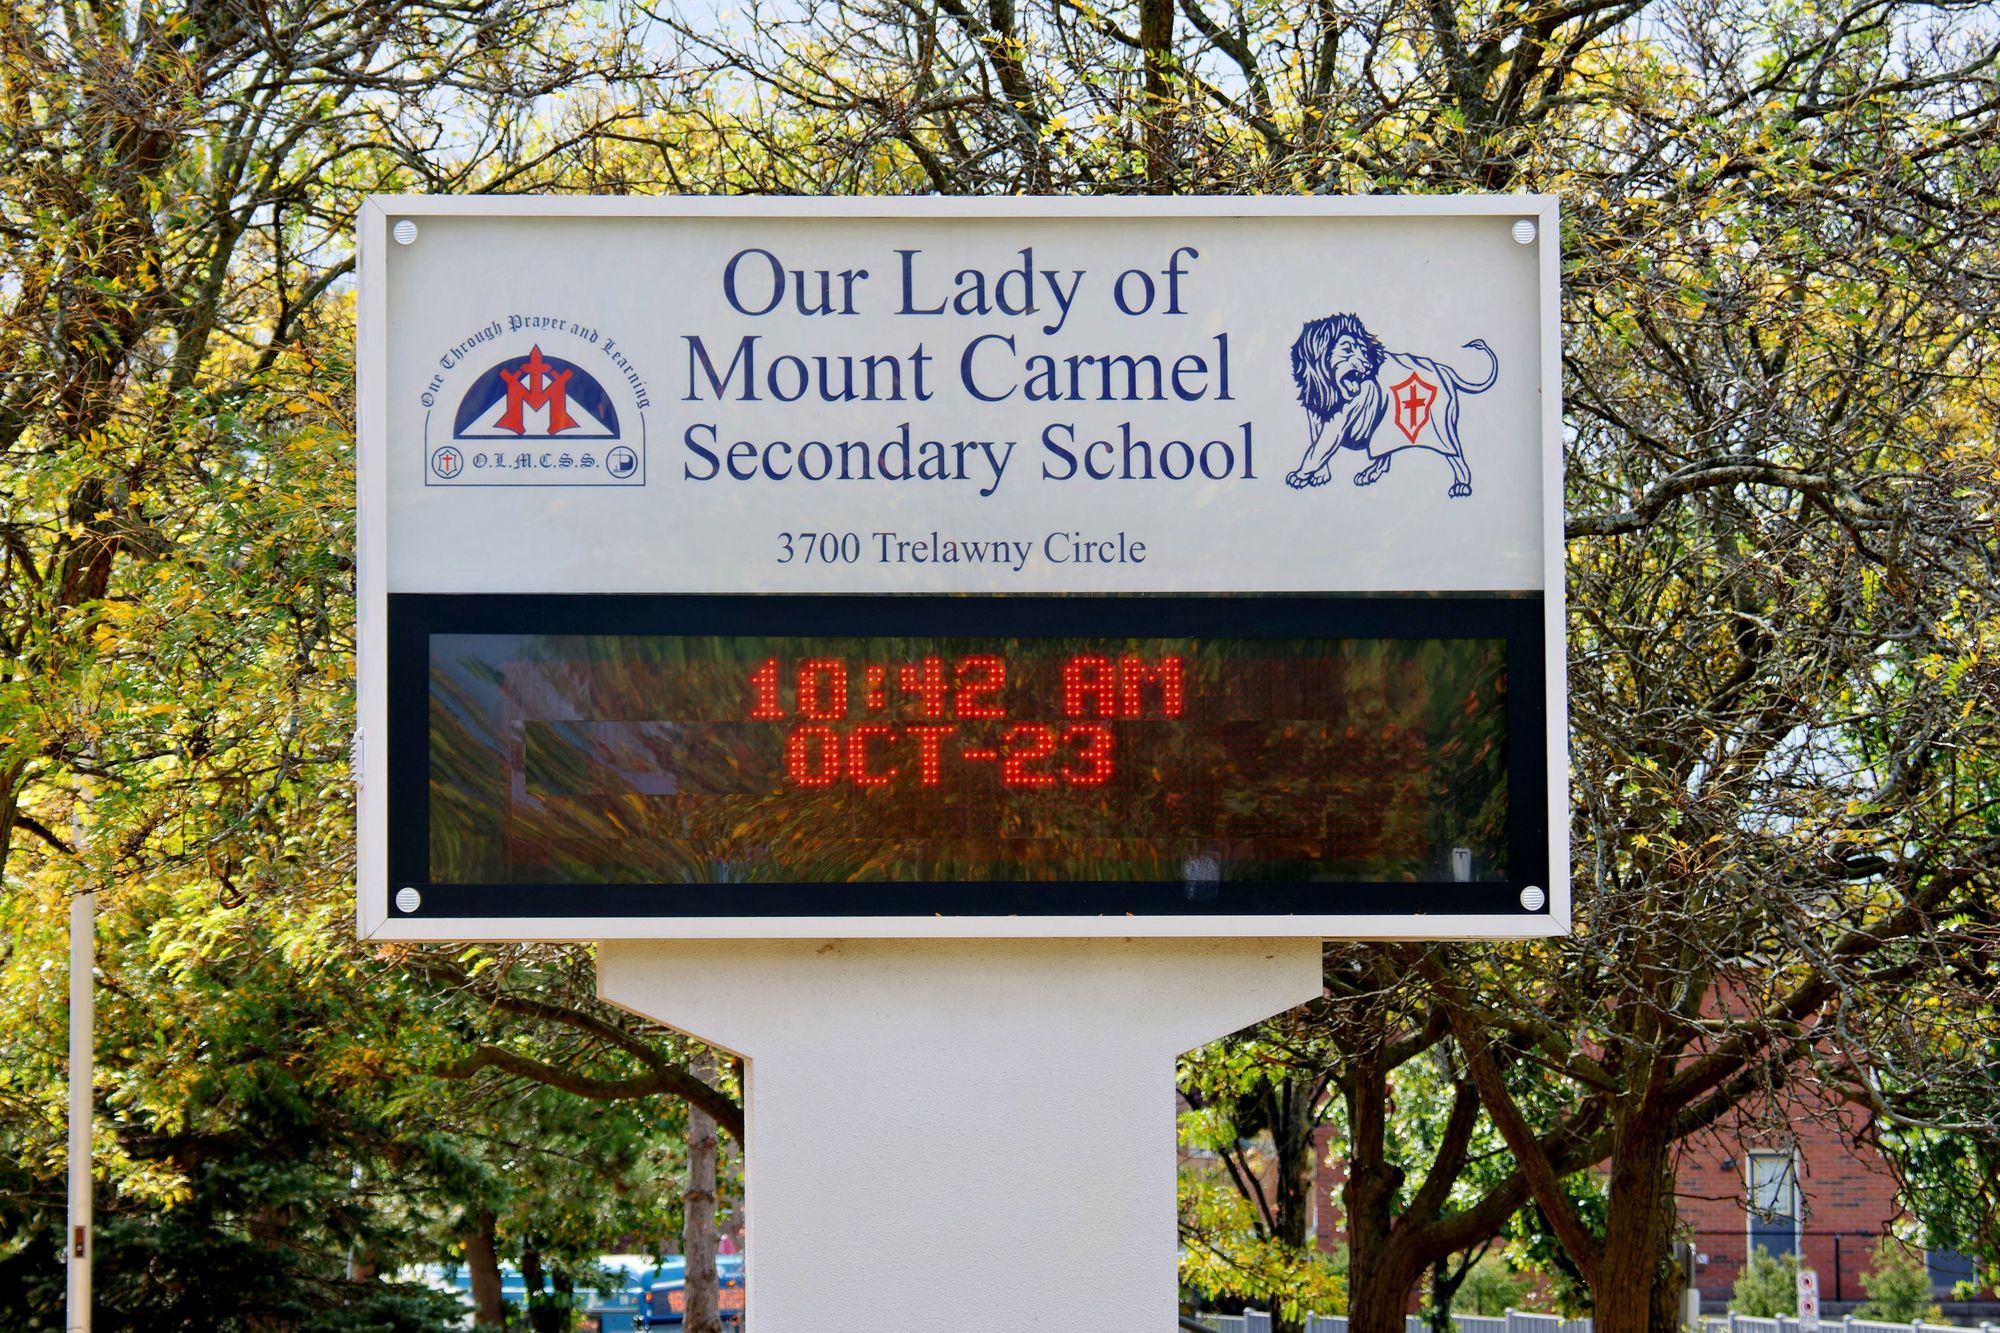 Our Lady of
Mount Carmel
Secondary School
One Through Prayer and Learning
O.L.M.C.S.S.
3700 Trelawny Circle
10:42 AM
OCT-23